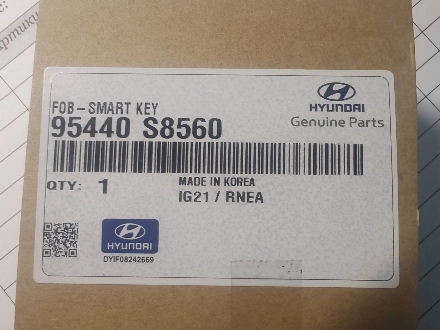 HYUNDAI
Genuine Parts
FOB-SMART KEY
95440 S8560
QTY: 1
MADE IN KOREA
IG21 / RNEA
HYUNDAI
DYIF08242669